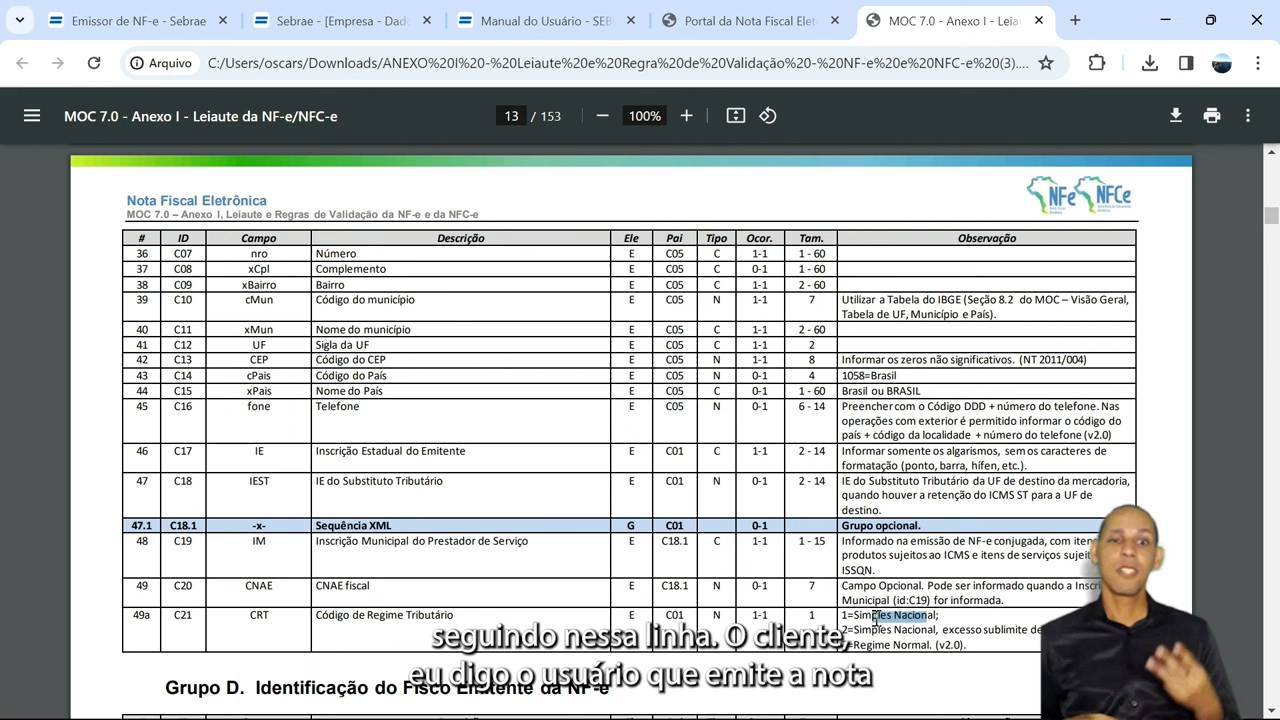 Emissor de NF-e - Sebrae
Sebrae - [Empresa - Dad
Manual do Usuário - SEB
Portal da Nota Fiscal Elet
MOC 7.0 - Anexo I - Leia
Arquivo
C:/Users/oscars/Downloads/ANEXO%20I%20-%20Leiaute%20e%20Regra%20de%20Validação%20-%20NF-e%20e%20NFC-e%20(3)....
MOC 7.0 - Anexo I - Leiaute da NF-e/NFC-e
13 / 153
100%
Nota Fiscal Eletrônica
MOC 7.0 – Anexo I, Leiaute e Regras de Validação da NF-e e da NFC-e
NFe NFCe
# ID Campo Descrição Ele Pai Tipo Ocor. Tam. Observação
36 C07 nro Número E C05 C 1-1 1 - 60
37 C08 xCpl Complemento E C05 C 0-1 1 - 60
38 C09 xBairro Bairro E C05 C 1-1 2 - 60
39 C10 cMun Código do município E C05 N 1-1 7 Utilizar a Tabela do IBGE (Seção 8.2 do MOC – Visão Geral,
Tabela de UF, Município e País).
40 C11 xMun Nome do município E C05 C 1-1 2 - 60
41 C12 UF Sigla da UF E C05 C 1-1 2
42 C13 CEP Código do CEP E C05 N 1-1 8 Informar os zeros não significativos. (NT 2011/004)
43 C14 cPais Código do País E C05 N 0-1 4 1058=Brasil
44 C15 xPais Nome do País E C05 C 0-1 1 - 60 Brasil ou BRASIL
45 C16 fone Telefone E C05 N 0-1 6 - 14 Preencher com o Código DDD + número do telefone. Nas
operações com exterior é permitido informar o código do
país + código da localidade + número do telefone (v2.0)
46 C17 IE Inscrição Estadual do Emitente E C01 C 1-1 2 - 14 Informar somente os algarismos, sem os caracteres de
formatação (ponto, barra, hífen, etc.).
47 C18 IEST IE do Substituto Tributário E C01 N 0-1 2 - 14 IE do Substituto Tributário da UF de destino da mercadoria,
quando houver a retenção do ICMS ST para a UF de
destino.
47.1 C18.1 -x- Sequência XML G C01 0-1 Grupo opcional.
48 C19 IM Inscrição Municipal do Prestador de Serviço E C18.1 C 1-1 1 - 15 Informado na emissão de NF-e conjugada, com iten
produtos sujeitos ao ICMS e itens de serviços sujei
ISSQN.
49 C20 CNAE CNAE fiscal E C18.1 N 0-1 7 Campo Opcional. Pode ser informado quando a Inscri
Municipal (id:C19) for informada.
49a C21 CRT Código de Regime Tributário E C01 N 1-1 1 1=Simples Nacional;
2=Simples Nacional, excesso sublimite de
=Regime Normal. (v2.0).
seguindo nessa linha. O cliente,
eu digo o usuário que emite a nota
Grupo D. Identificação do Fisco Emitente da NF-e